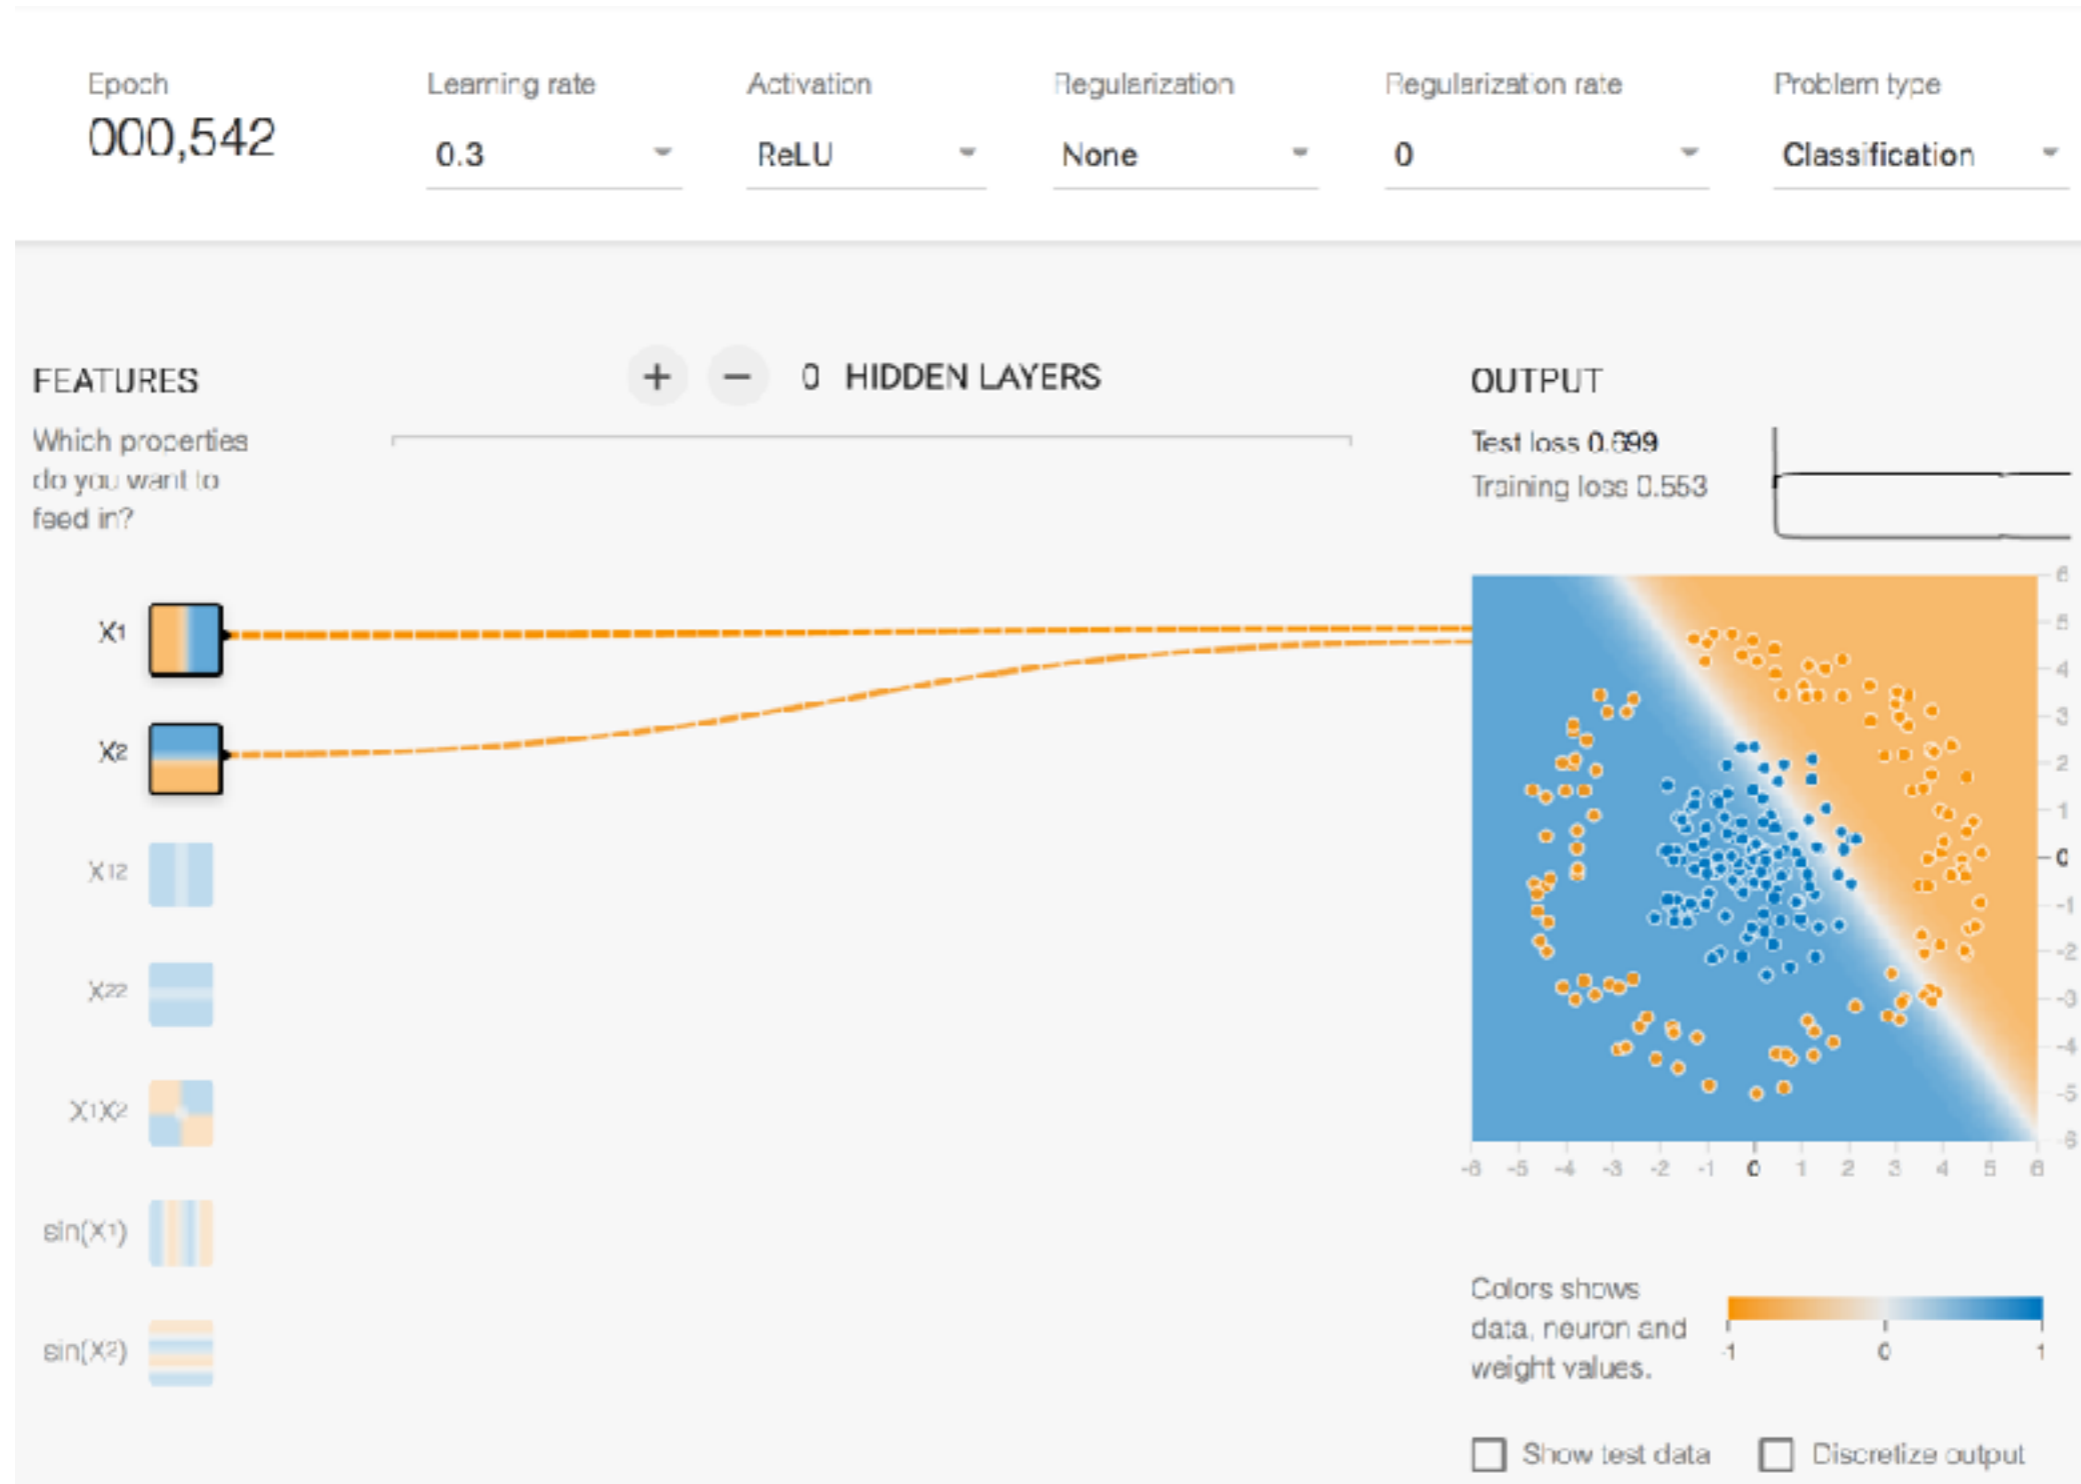 Epoch
000,542
Learning rate
0.3
Activation
ReLU
Regularization
None
Regularization rate
0
Problem type
Classification
FEATURES
Which properties
do you want to
feed in?
+ − 0 HIDDEN LAYERS
OUTPUT
Test loss 0.699
Training loss 0.553
X1
X2
X12
X22
X1X2
sin(X1)
sin(X2)
6
5
4
3
2
1
0
-1
-2
-3
-4
-5
-6
-6 -5 -4 -3 -2 -1 0 1 2 3 4 5 6
Colors shows
data, neuron and
weight values.
-1 0 1
Show test data
Discretize output